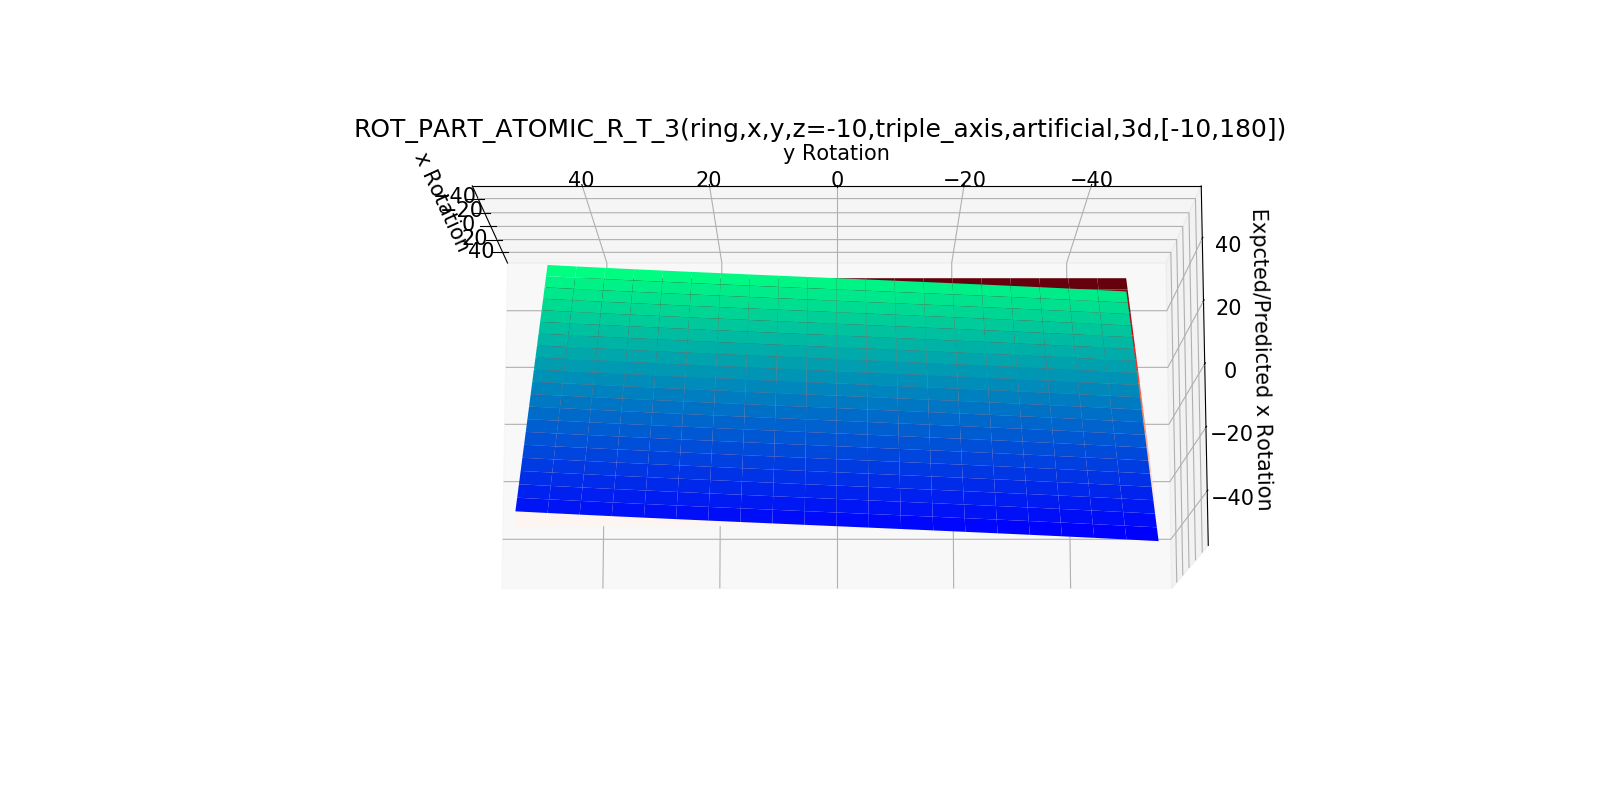 ROT_PART_ATOMIC_R_T_3(ring,x,y,z=-10,triple_axis,artificial,3d,[-10,180])
y Rotation
40 20 0 −20 −40
x Rotation
−40
−20
0
20
40
Expcted/Predicted x Rotation
40
20
0
−20
−40